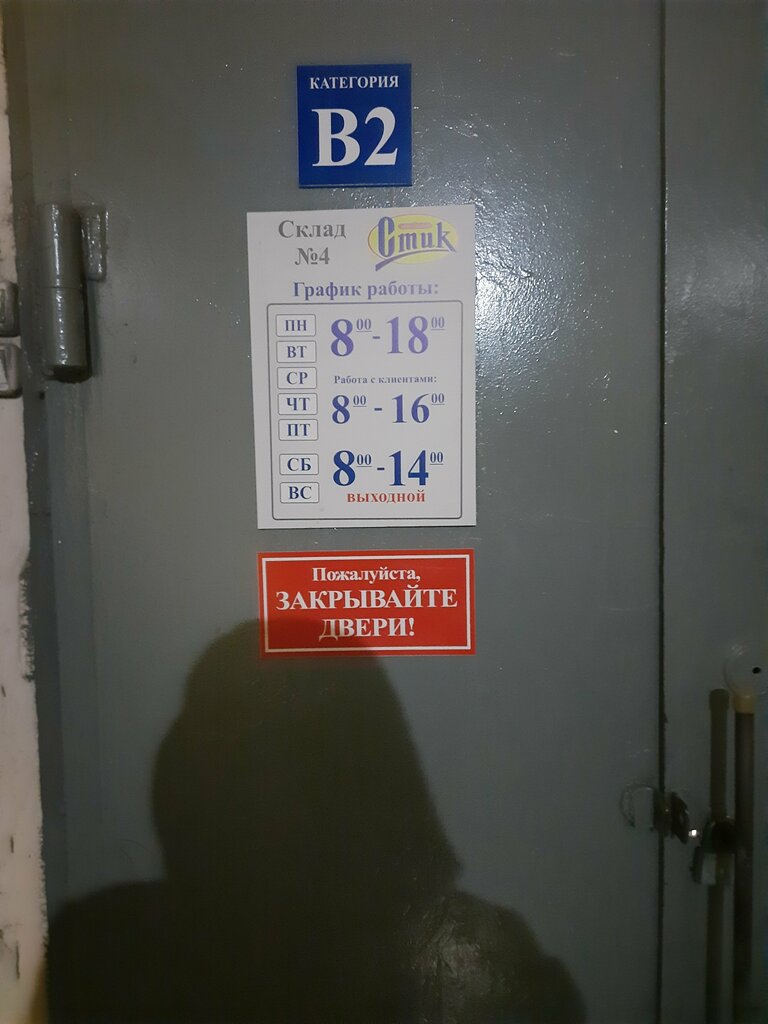 КАТЕГОРИЯ
В2
Склад
№4
Стик
График работы:
ПН
ВТ
СР
ЧТ
ПТ
8⁰⁰-18⁰⁰
Работа с клиентами:
8⁰⁰-16⁰⁰
СБ
8⁰⁰-14⁰⁰
ВС
выходной
Пожалуйста,
ЗАКРЫВАЙТЕ
ДВЕРИ!